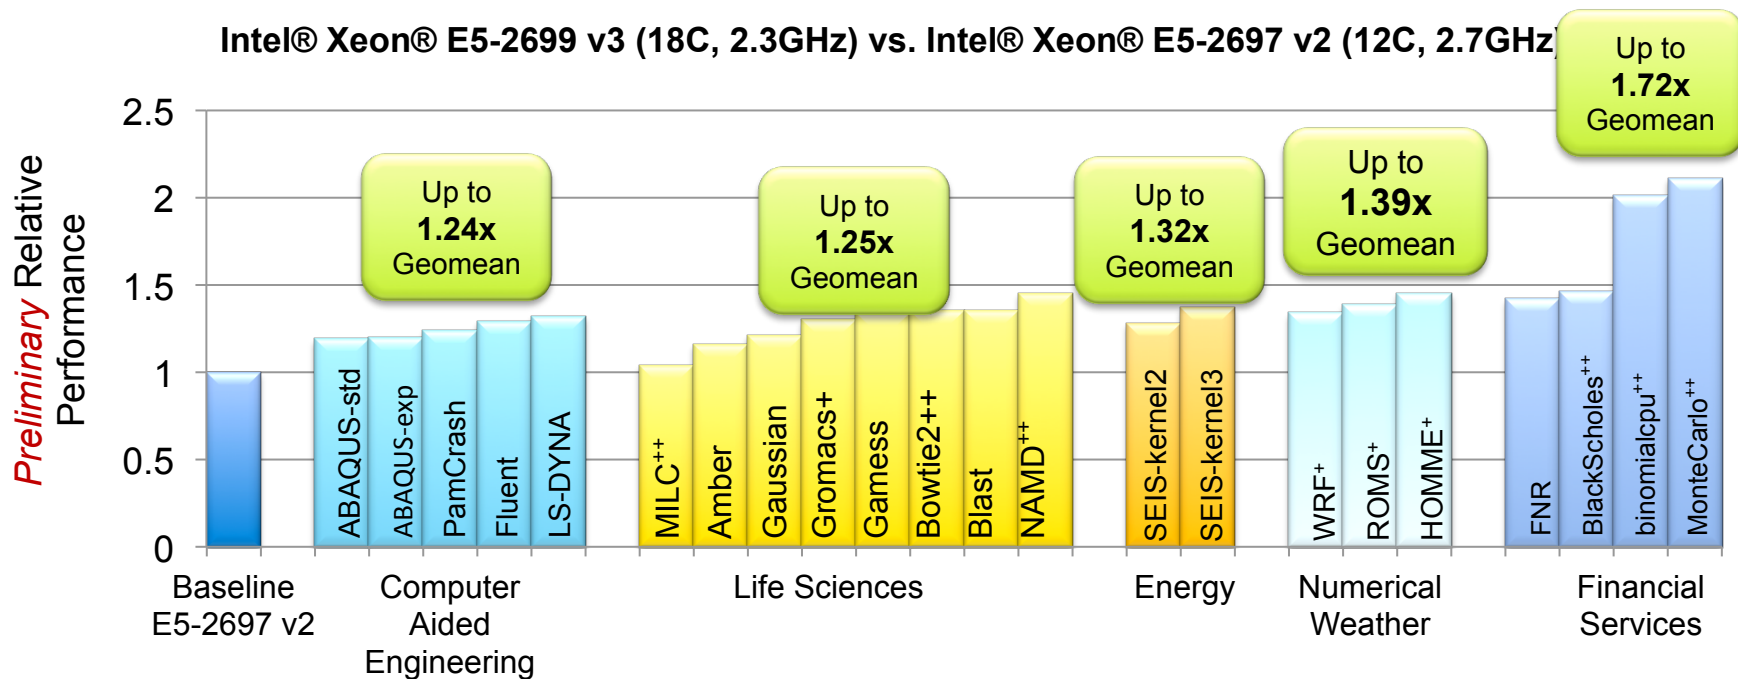 Intel® Xeon® E5-2699 v3 (18C, 2.3GHz) vs. Intel® Xeon® E5-2697 v2 (12C, 2.7GHz)
Preliminary Relative
Performance
2.5
2
1.5
1
0.5
0
Up to
1.24x
Geomean
Up to
1.25x
Geomean
Up to
1.32x
Geomean
Up to
1.39x
Geomean
Up to
1.72x
Geomean
ABAQUS-std
ABAQUS-exp
PamCrash
Fluent
LS-DYNA
MILC++
Amber
Gaussian
Gromacs+
Gamess
Bowtie2++
Blast
NAMD++
SEIS-kernel2
SEIS-kernel3
WRF+
ROMS+
HOMME+
FNR
BlackScholes++
binomialcpu++
MonteCarlo++
Baseline
E5-2697 v2
Computer
Aided
Engineering
Life Sciences
Energy
Numerical
Weather
Financial
Services